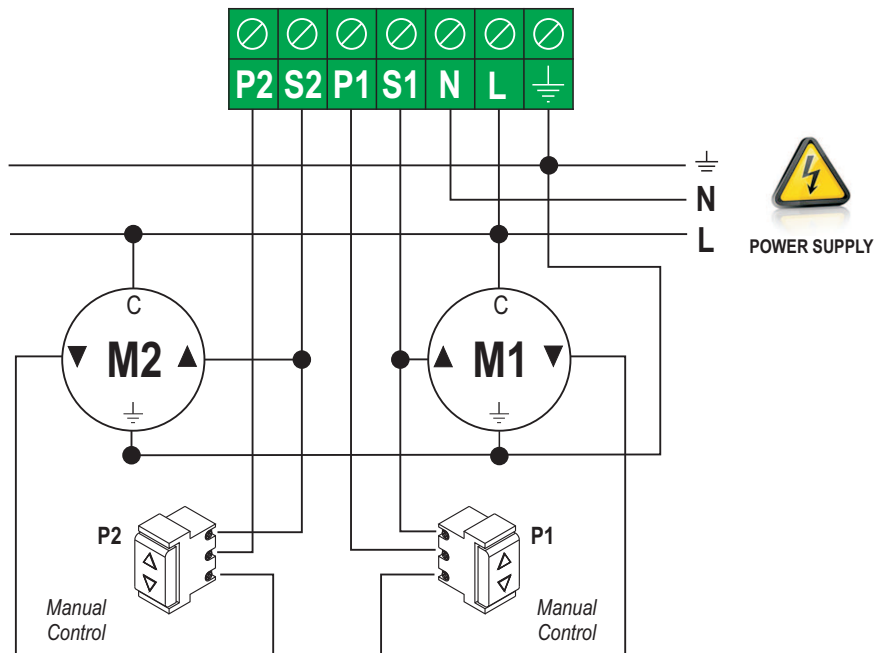 P2 S2 P1 S1 N L
N
L
POWER SUPPLY
C
C
M2
M1
P2
P1
Manual
Control
Manual
Control